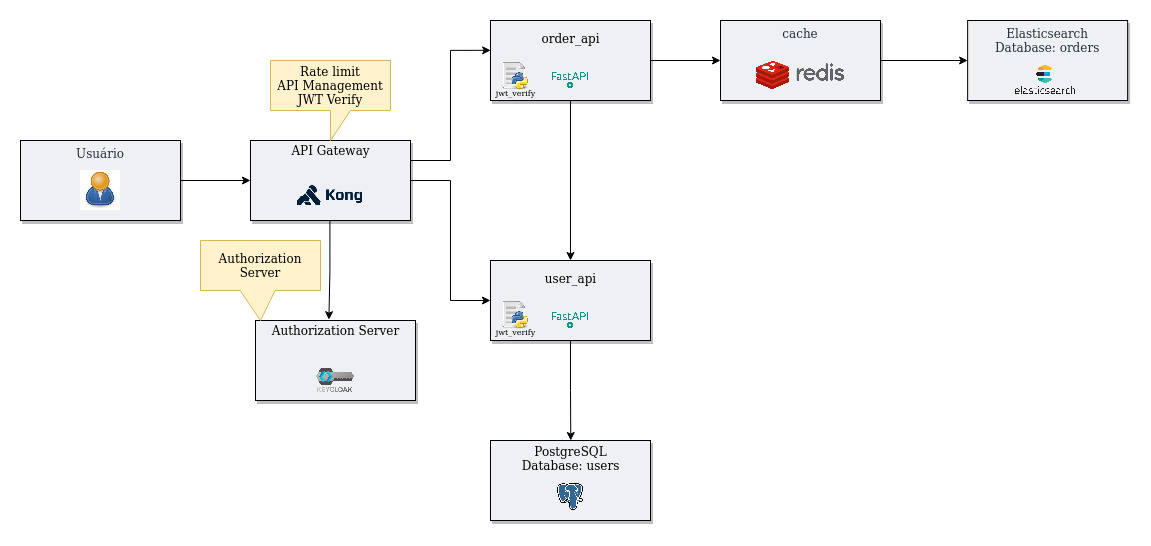 order_api
jwt_verify
FastAPI
cache
redis
Elasticsearch
Database: orders
elasticsearch
Rate limit
API Management
JWT Verify
Usuário
API Gateway
Kong
Authorization
Server
Authorization Server
KEYCLOAK
user_api
jwt_verify
FastAPI
PostgreSQL
Database: users